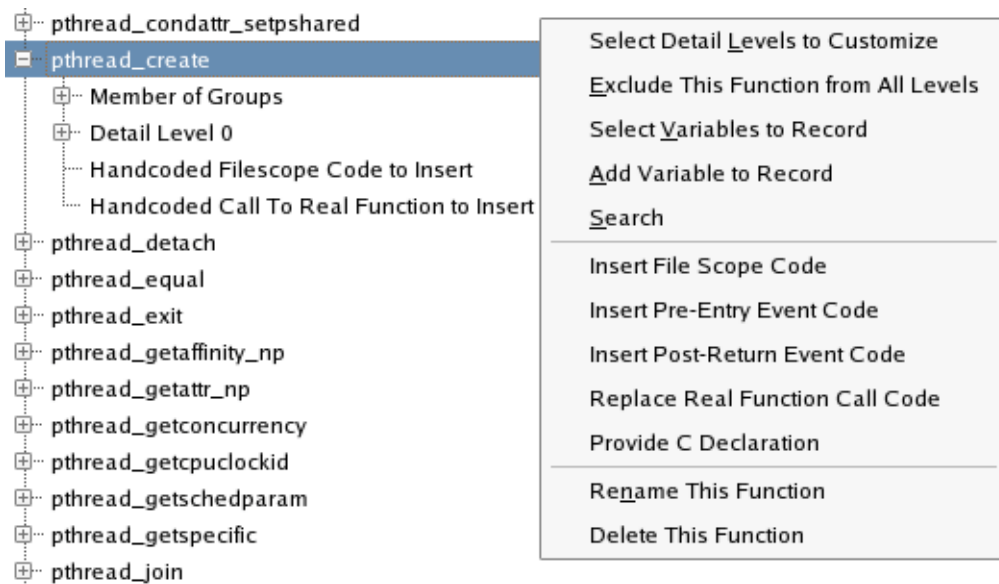 pthread_condattr_setpshared
pthread_create
Member of Groups
Detail Level 0
Handcoded Filescope Code to Insert
Handcoded Call To Real Function to Insert
pthread_detach
pthread_equal
pthread_exit
pthread_getaffinity_np
pthread_getattr_np
pthread_getconcurrency
pthread_getcpuclockid
pthread_getschedparam
pthread_getspecific
pthread_join
Select Detail Levels to Customize
Exclude This Function from All Levels
Select Variables to Record
Add Variable to Record
Search
Insert File Scope Code
Insert Pre-Entry Event Code
Insert Post-Return Event Code
Replace Real Function Call Code
Provide C Declaration
Rename This Function
Delete This Function